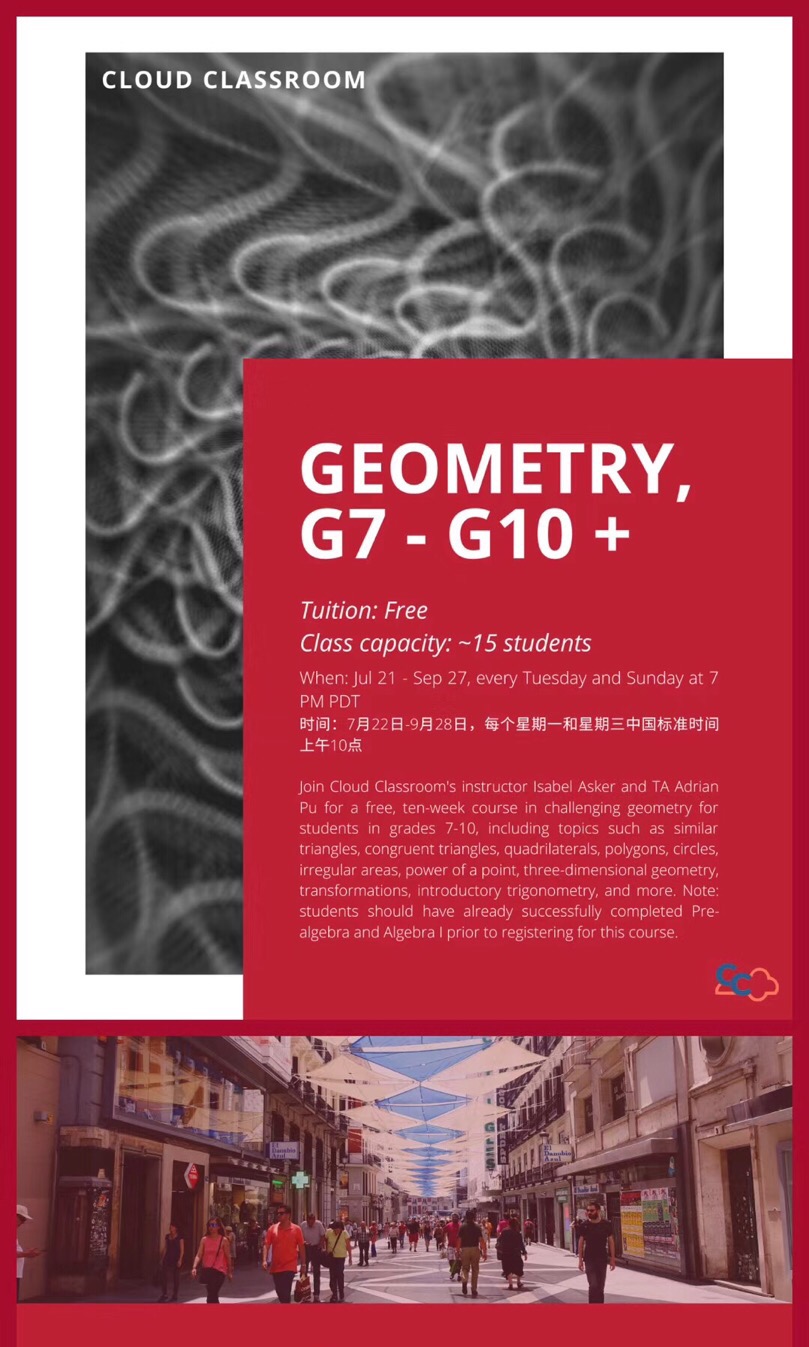 CLOUD CLASSROOM
GEOMETRY,
G7 - G10 +
Tuition: Free
Class capacity: ~15 students
When: Jul 21 - Sep 27, every Tuesday and Sunday at 7
PM PDT
时间：7月22日-9月28日，每个星期一和星期三中国标准时间
上午10点
Join Cloud Classroom's instructor Isabel Asker and TA Adrian
Pu for a free, ten-week course in challenging geometry for
students in grades 7-10, including topics such as similar
triangles, congruent triangles, quadrilaterals, polygons, circles,
irregular areas, power of a point, three-dimensional geometry,
transformations, introductory trigonometry, and more. Note:
students should have already successfully completed Pre-
algebra and Algebra I prior to registering for this course.
CC